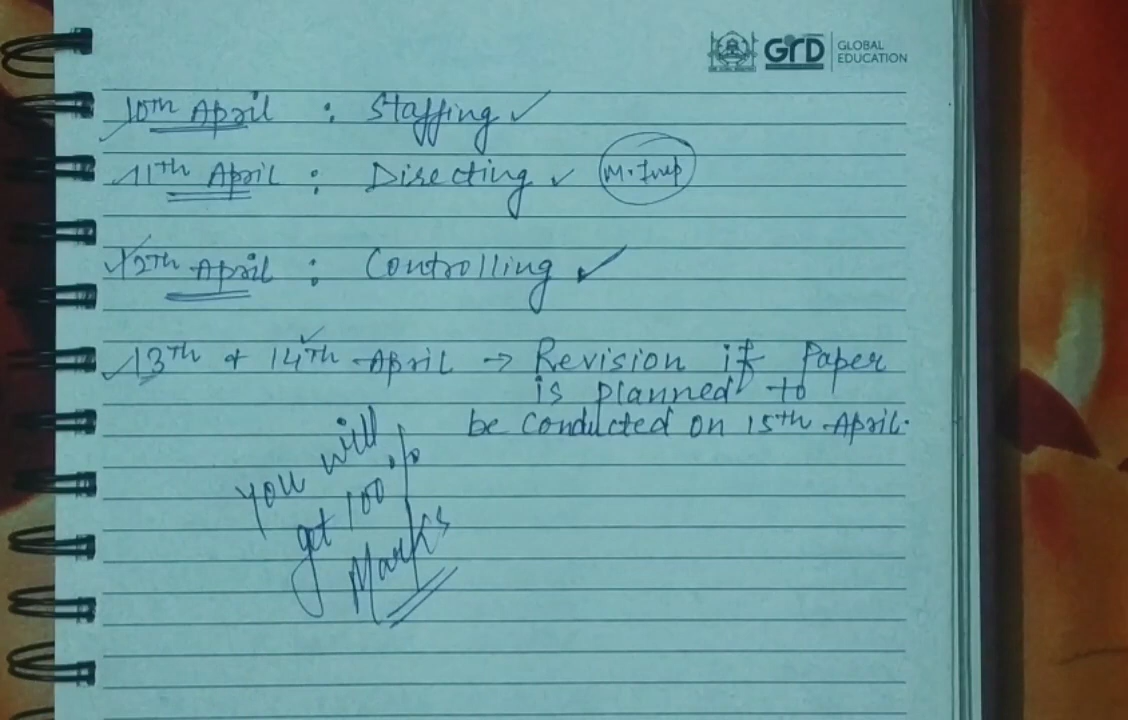 GrD GLOBAL EDUCATION
10th April : Staffing ✓
11th April : Directing ✓ M. Imp
12th April : Controlling ✓
13th & 14th April → Revision if Paper
is planned to
be conducted on 15th April.
You will
get 100 %
Marks